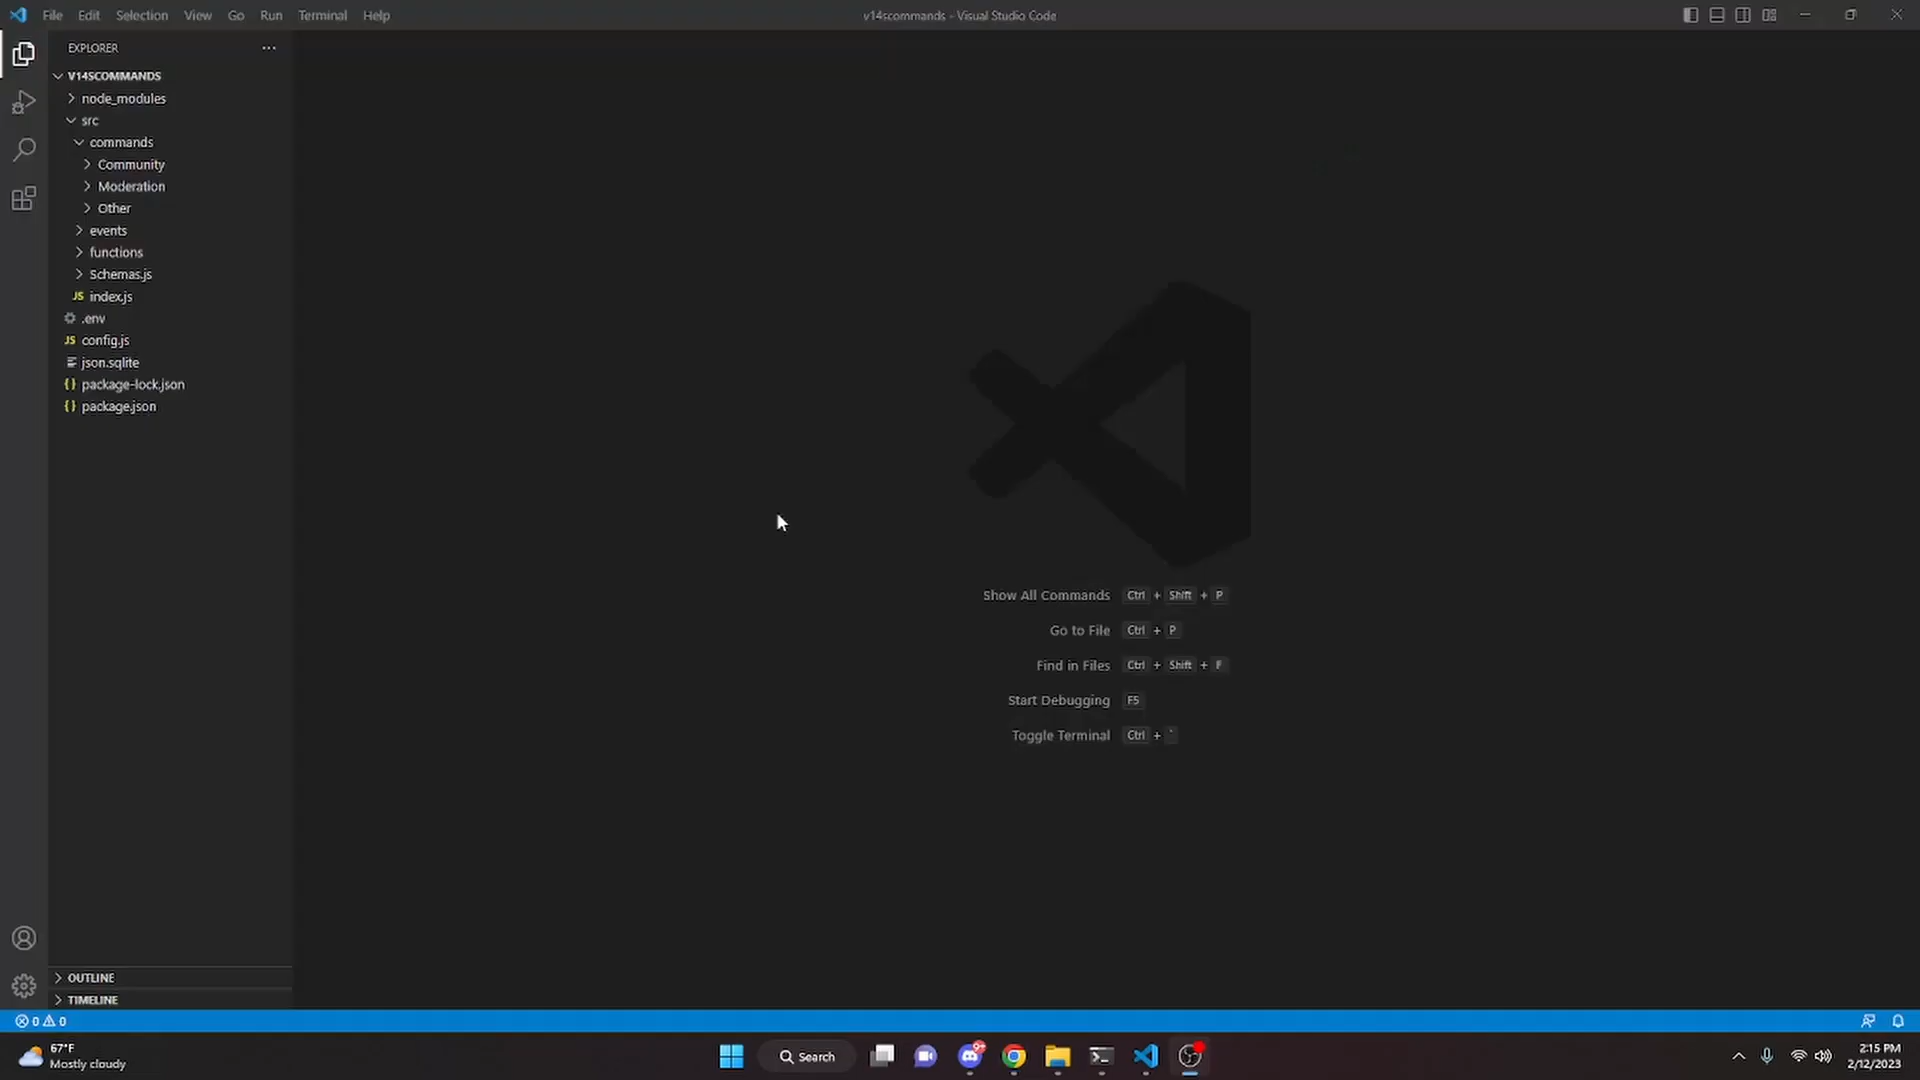 File Edit Selection View Go Run Terminal Help
v14scommands - Visual Studio Code
EXPLORER
V14SCOMMANDS
node_modules
src
commands
Community
Moderation
Other
events
functions
Schemas.js
JS index.js
.env
JS config.js
json.sqlite
{} package-lock.json
{} package.json
Show All Commands Ctrl + Shift + P
Go to File Ctrl + P
Find in Files Ctrl + Shift + F
Start Debugging F5
Toggle Terminal Ctrl + `
OUTLINE
TIMELINE
0 0
67°F
Mostly cloudy
Search
9+
2:15 PM
2/12/2023